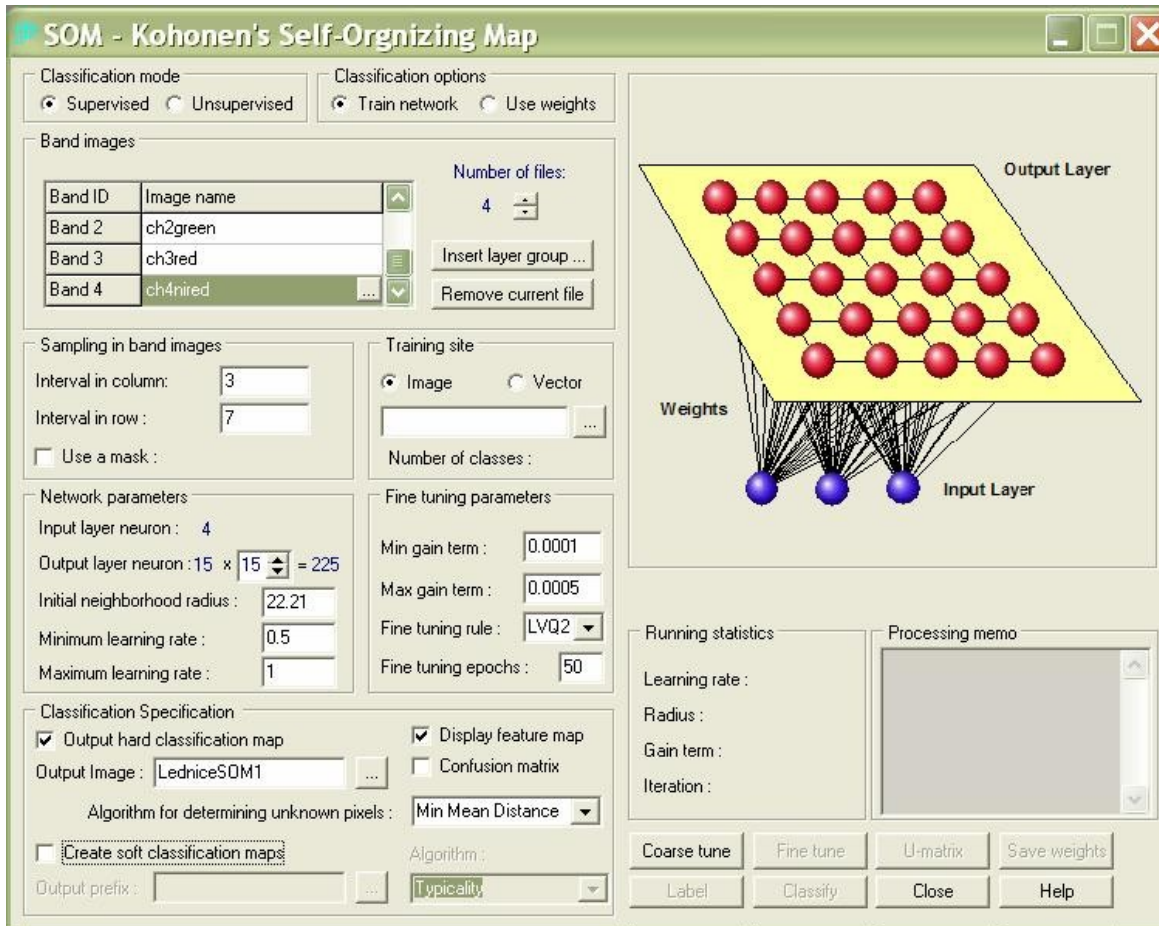 SOM - Kohonen's Self-Orgnizing Map
Classification mode
Supervised Unsupervised
Classification options
Train network Use weights
Band images
Band ID Image name
Band 2 ch2green
Band 3 ch3red
Band 4 ch4nired ...
Number of files:
4
Insert layer group ...
Remove current file
Sampling in band images
Interval in column: 3
Interval in row : 7
Use a mask :
Training site
Image Vector
...
Number of classes :
Network parameters
Input layer neuron : 4
Output layer neuron : 15 x 15 = 225
Initial neighborhood radius : 22.21
Minimum learning rate : 0.5
Maximum learning rate : 1
Fine tuning parameters
Min gain term : 0.0001
Max gain term : 0.0005
Fine tuning rule : LVQ2
Fine tuning epochs : 50
Classification Specification
Output hard classification map
Display feature map
Output Image : LedniceSOM1 ...
Confusion matrix
Algorithm for determining unknown pixels : Min Mean Distance
Create soft classification maps
Algorithm :
Output prefix : ...
Typicality
Output Layer
Weights
Input Layer
Running statistics
Learning rate :
Radius :
Gain term :
Iteration :
Processing memo
Coarse tune Fine tune U-matrix Save weights
Label Classify Close Help